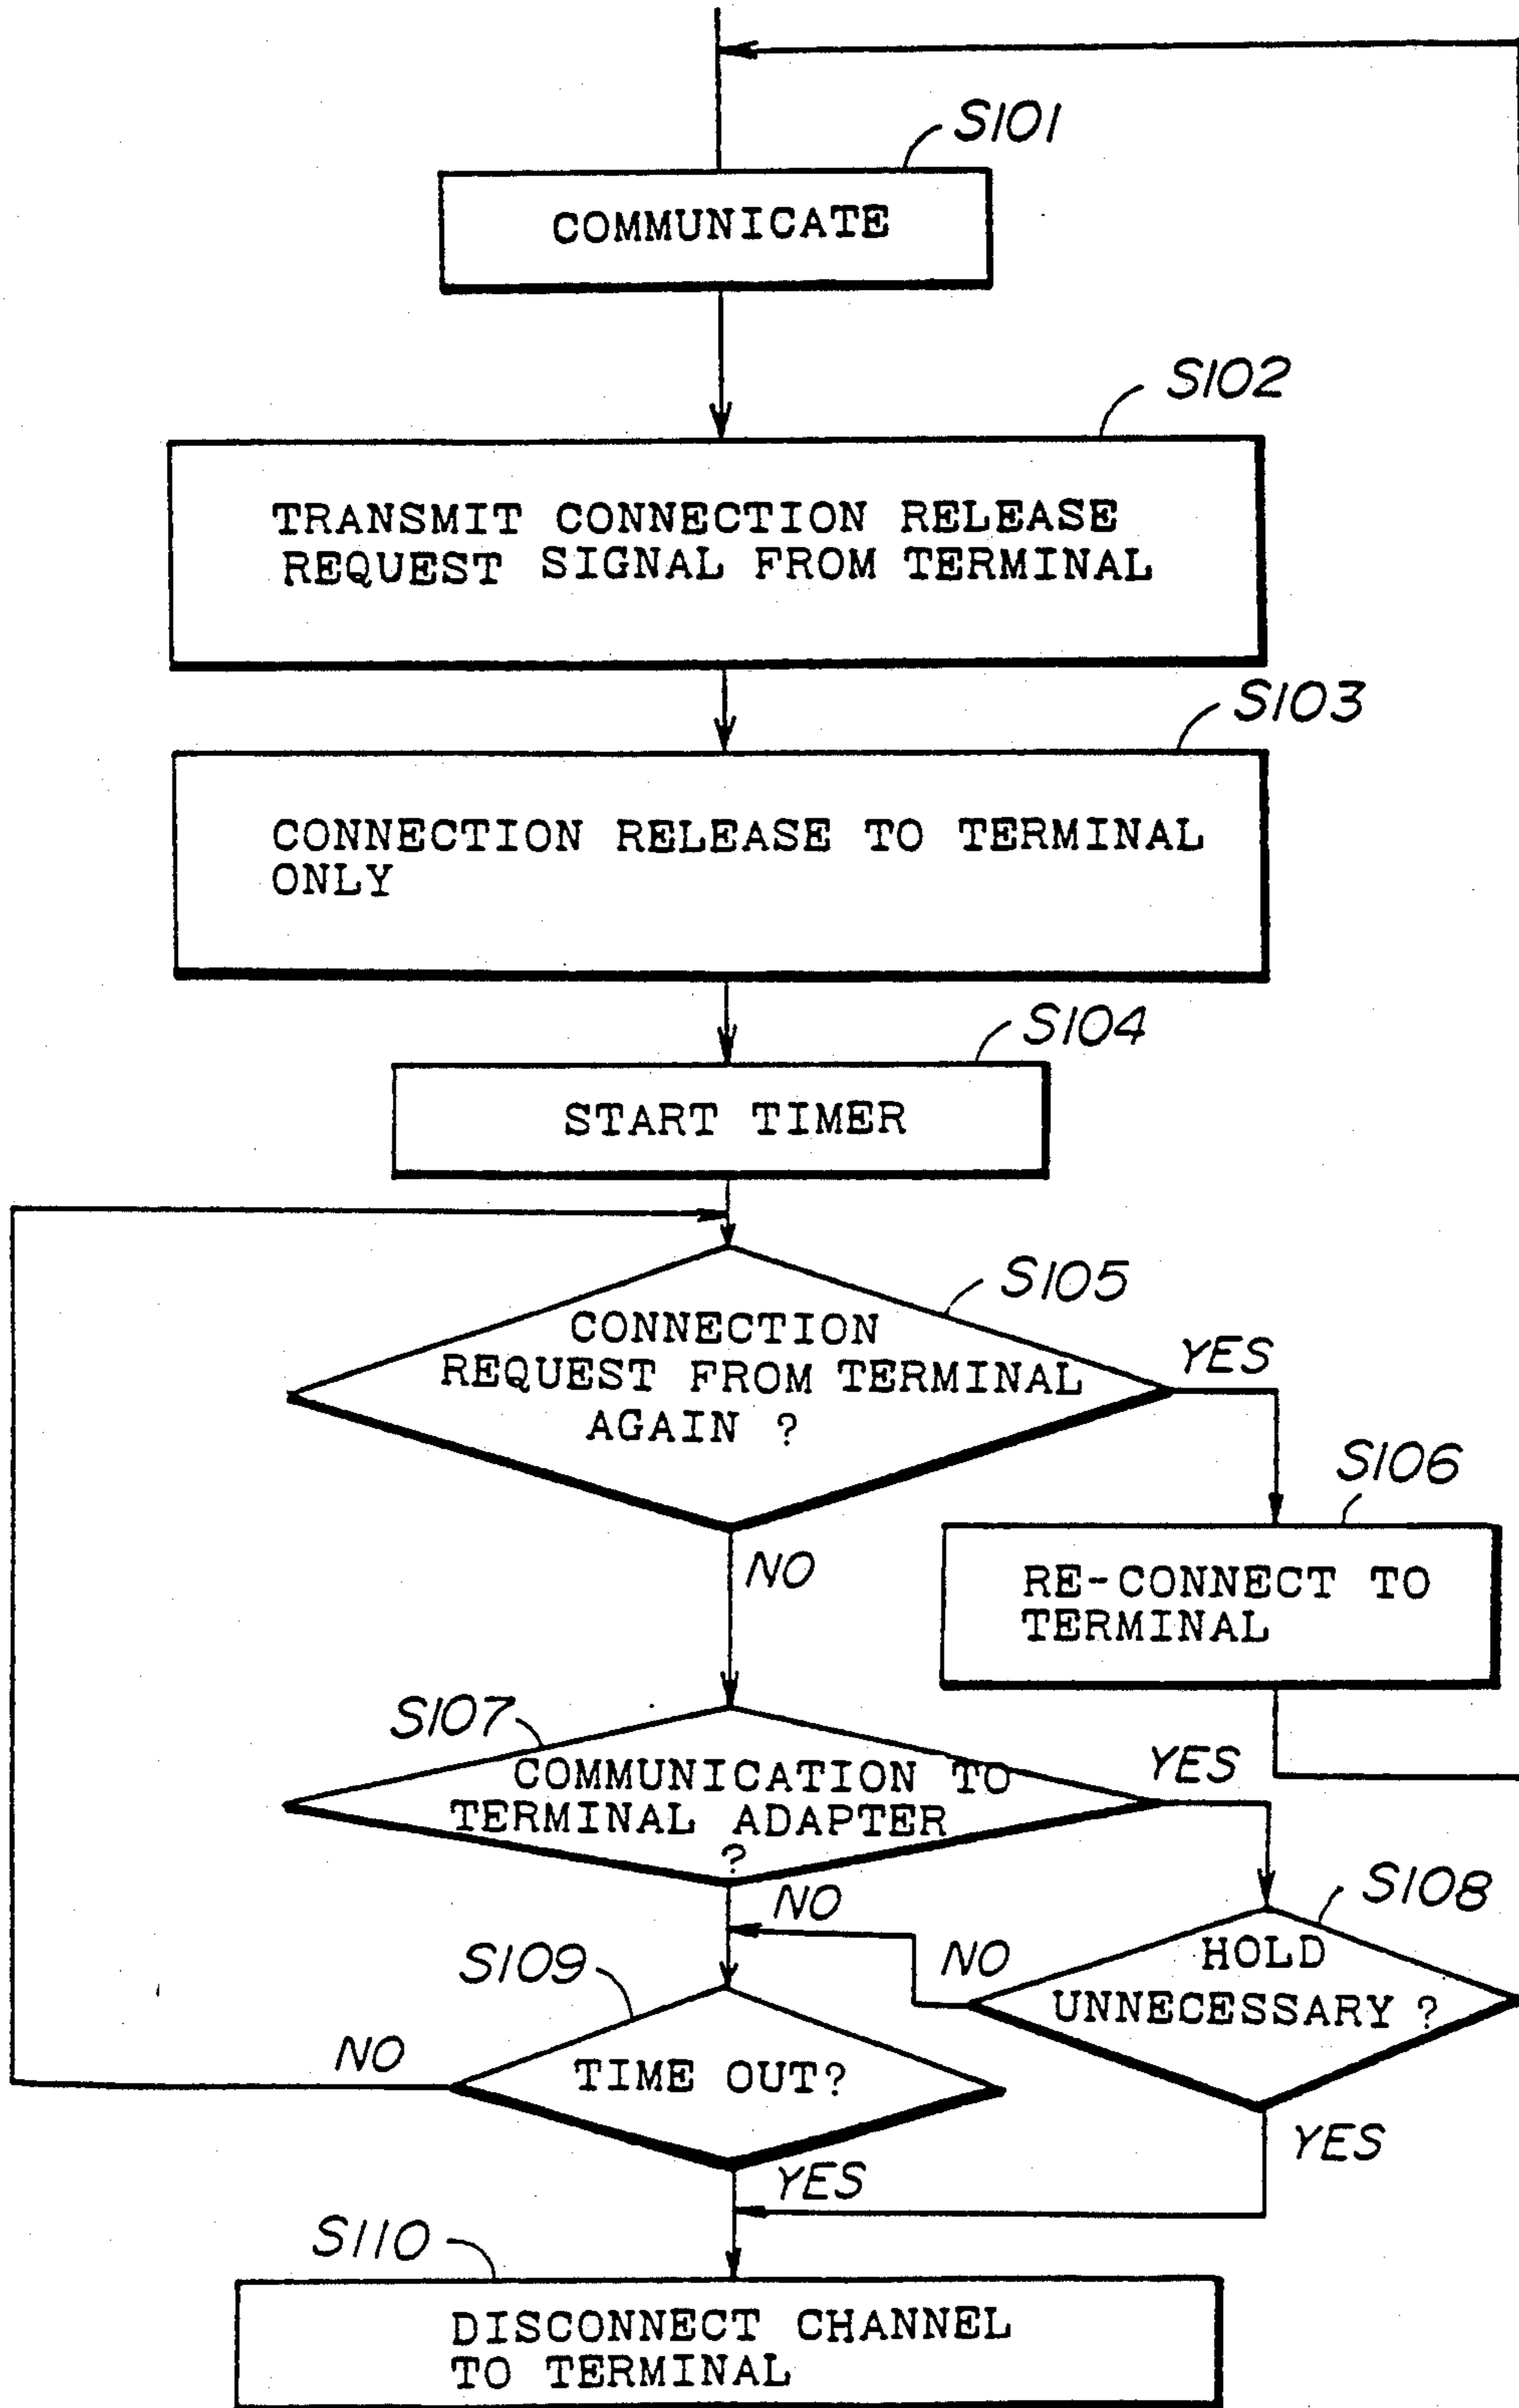 S101
COMMUNICATE
S102
TRANSMIT CONNECTION RELEASE
REQUEST SIGNAL FROM TERMINAL
S103
CONNECTION RELEASE TO TERMINAL
ONLY
S104
START TIMER
S105
CONNECTION
REQUEST FROM TERMINAL
AGAIN ?
YES
S106
RE-CONNECT TO
TERMINAL
NO
S107
COMMUNICATION TO
TERMINAL ADAPTER
?
YES
NO
S108
HOLD
UNNECESSARY ?
NO
YES
S109
TIME OUT?
NO
YES
S110
DISCONNECT CHANNEL
TO TERMINAL